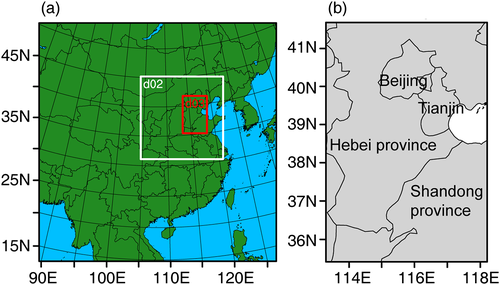 (a)
45N
35N
25N
15N
90E 100E 110E 120E
d02
(b)
41N
40N
39N
38N
37N
36N
114E 116E 118E
Beijing
Tianjin
Hebei province
Shandong
province